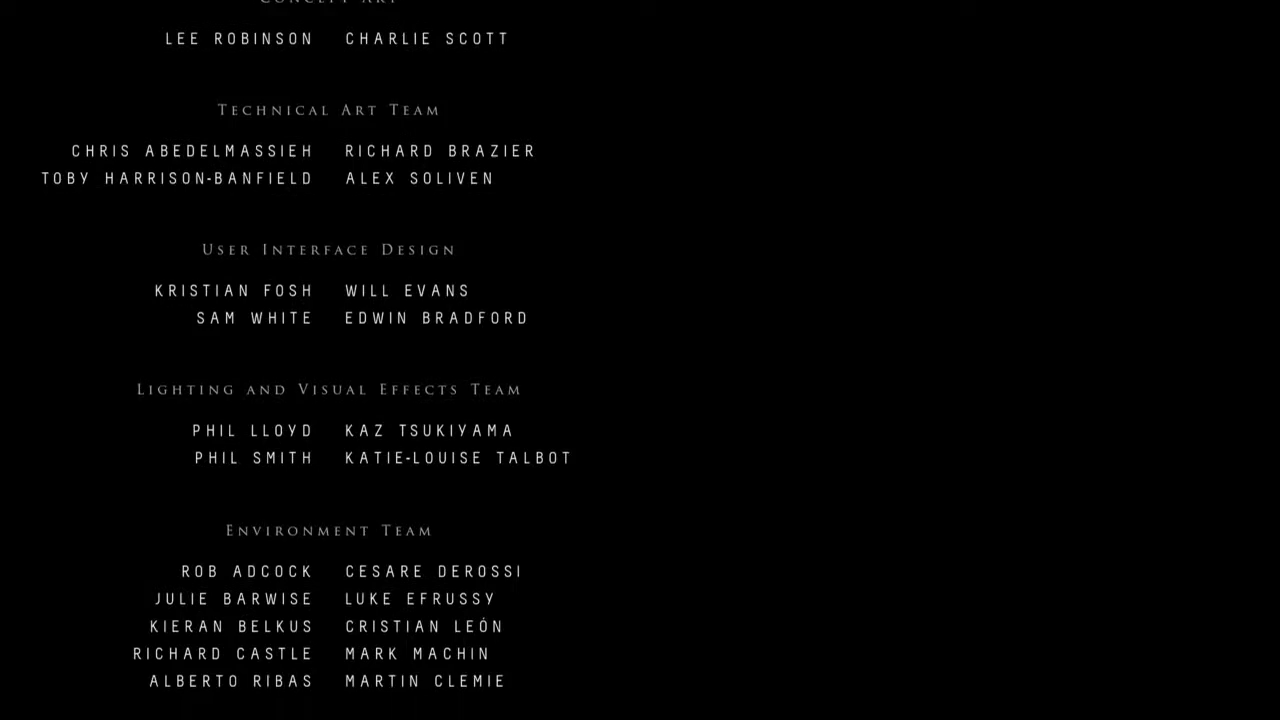 Concept Art
LEE ROBINSON CHARLIE SCOTT
Technical Art Team
CHRIS ABEDELMASSIEH RICHARD BRAZIER
TOBY HARRISON-BANFIELD ALEX SOLIVEN
User Interface Design
KRISTIAN FOSH WILL EVANS
SAM WHITE EDWIN BRADFORD
Lighting and Visual Effects Team
PHIL LLOYD KAZ TSUKIYAMA
PHIL SMITH KATIE-LOUISE TALBOT
Environment Team
ROB ADCOCK CESARE DEROSSI
JULIE BARWISE LUKE EFRUSSY
KIERAN BELKUS CRISTIAN LEÓN
RICHARD CASTLE MARK MACHIN
ALBERTO RIBAS MARTIN CLEMIE